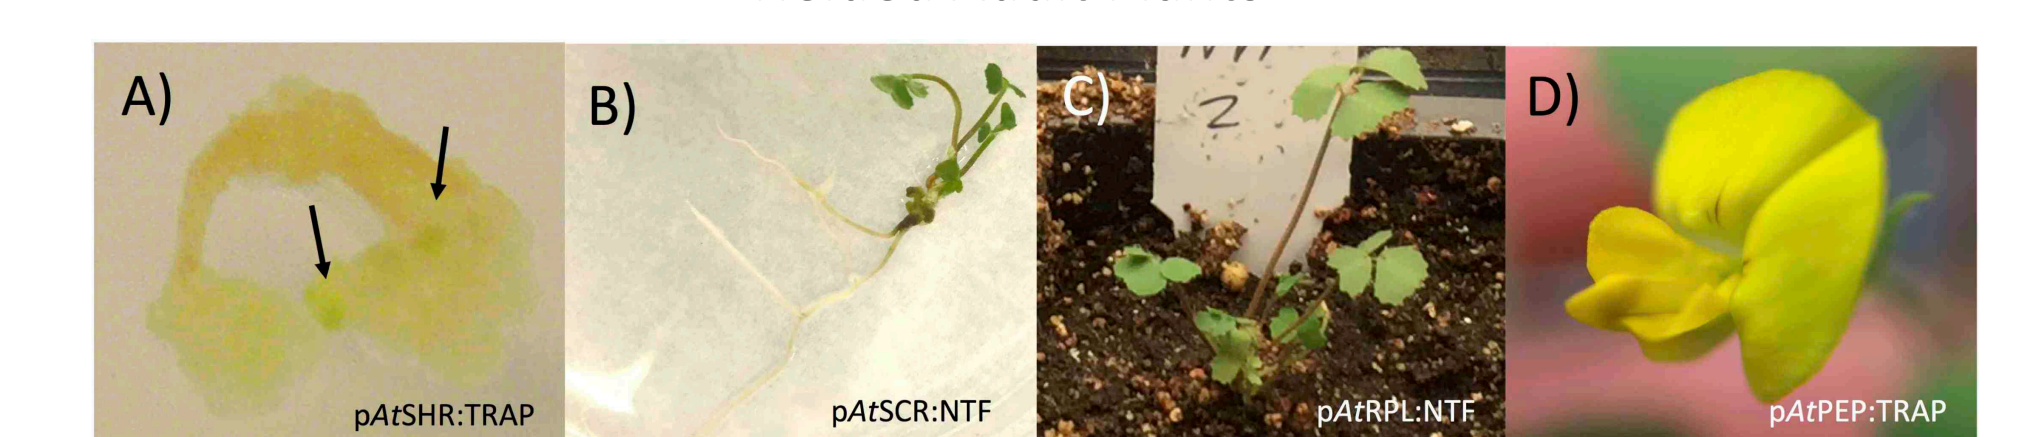 A)
pAtSHR:TRAP
B)
pAtSCR:NTF
C)
2
pAtRPL:NTF
D)
pAtPEP:TRAP